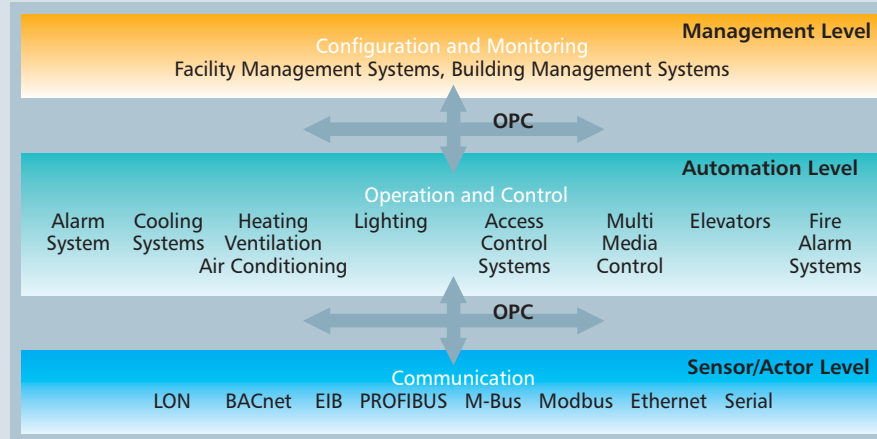 Management Level
Configuration and Monitoring
Facility Management Systems, Building Management Systems
OPC
Automation Level
Operation and Control
Alarm
System
Cooling
Systems
Heating
Ventilation
Air Conditioning
Lighting
Access
Control
Systems
Multi
Media
Control
Elevators
Fire
Alarm
Systems
OPC
Sensor/Actor Level
Communication
LON BACnet EIB PROFIBUS M-Bus Modbus Ethernet Serial